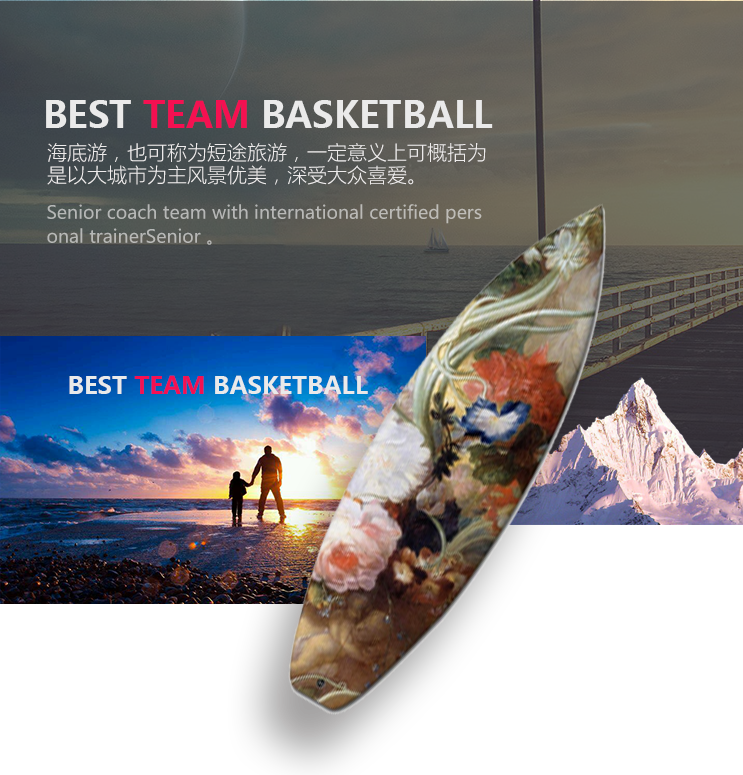 BEST TEAM BASKETBALL
海底游，也可称为短途旅游，一定意义上可概括为
是以大城市为主风景优美，深受大众喜爱。
Senior coach team with international certified pers
onal trainerSenior 。
BEST TEAM BASKETBALL